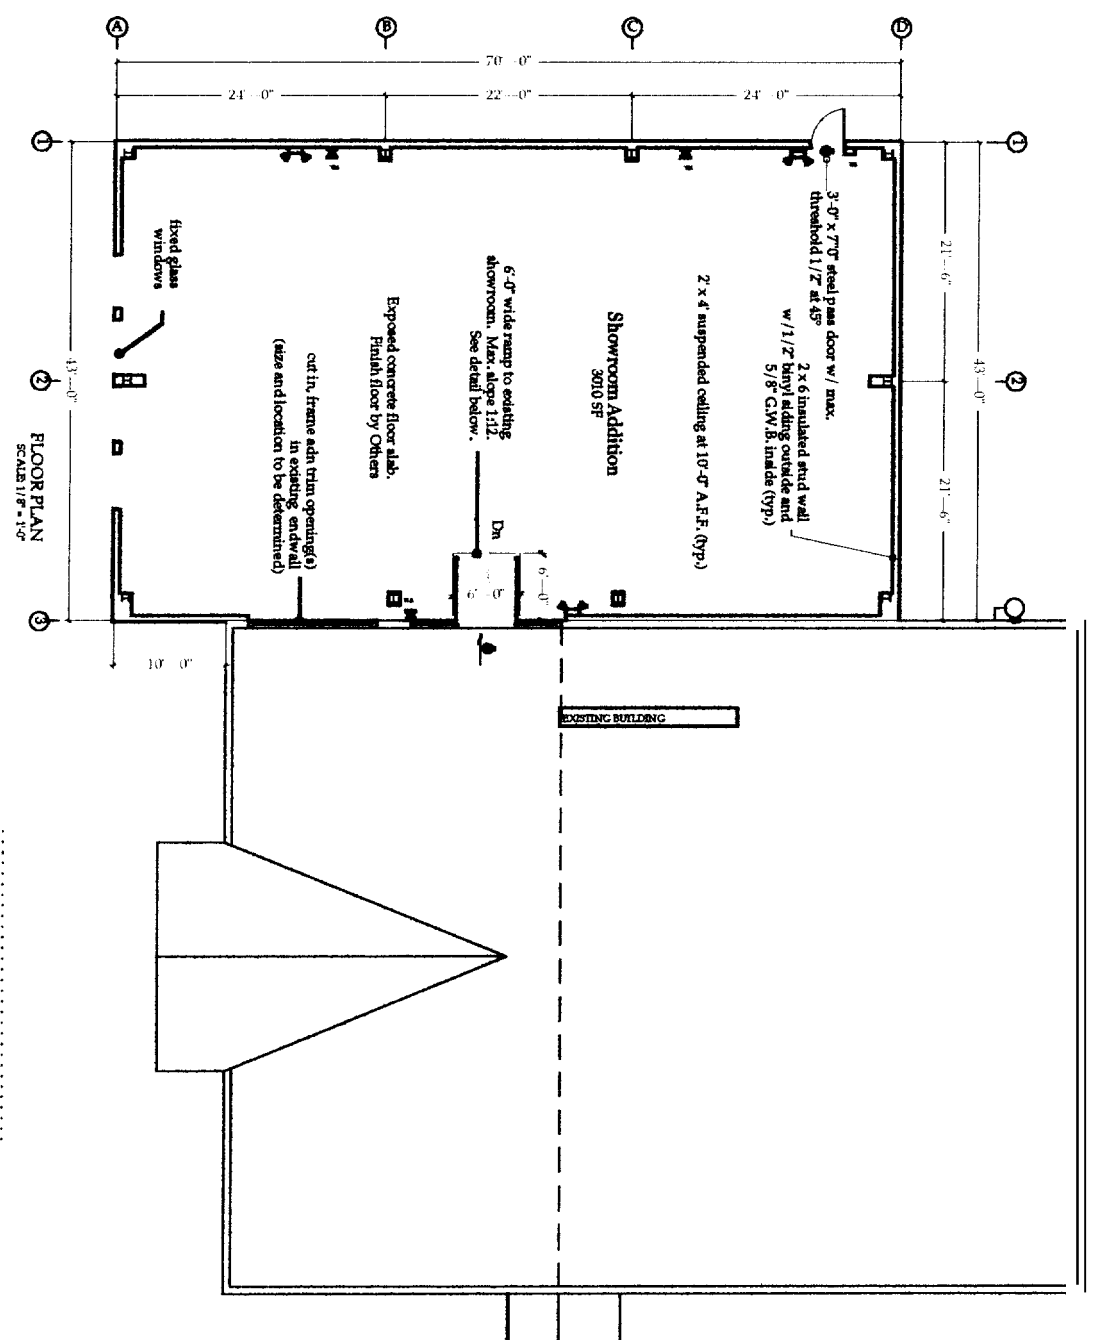 A
B
C
D
70'-0"
24'-0"
22'-0"
24'-0"
1
1
3'-0" x 7'0" steel pass door w/ max.
threshold 1/2" at 45°
2 x 6 insulated stud wall
w/1/2" binyl siding outside and
5/8" G.W.B. inside (typ.)
2' x 4' suspended ceiling at 10'-0" A.F.F. (typ.)
Showroom Addition
3010 SF
6'-0" wide ramp to existing
showroom. Max. slope 1:12.
See detail below.
Exposed concrete floor slab.
Finish floor by Others
cut in, frame adn trim opening(s)
in existing endwall
(size and location to be determined)
fixed glass
windows
21'-6"
21'-6"
43'-0"
43'-0"
2
2
Dn
6'-0"
6'-0"
3
10'-0"
FLOOR PLAN
SCALE: 1/8" = 1'-0"
EXISTING BUILDING